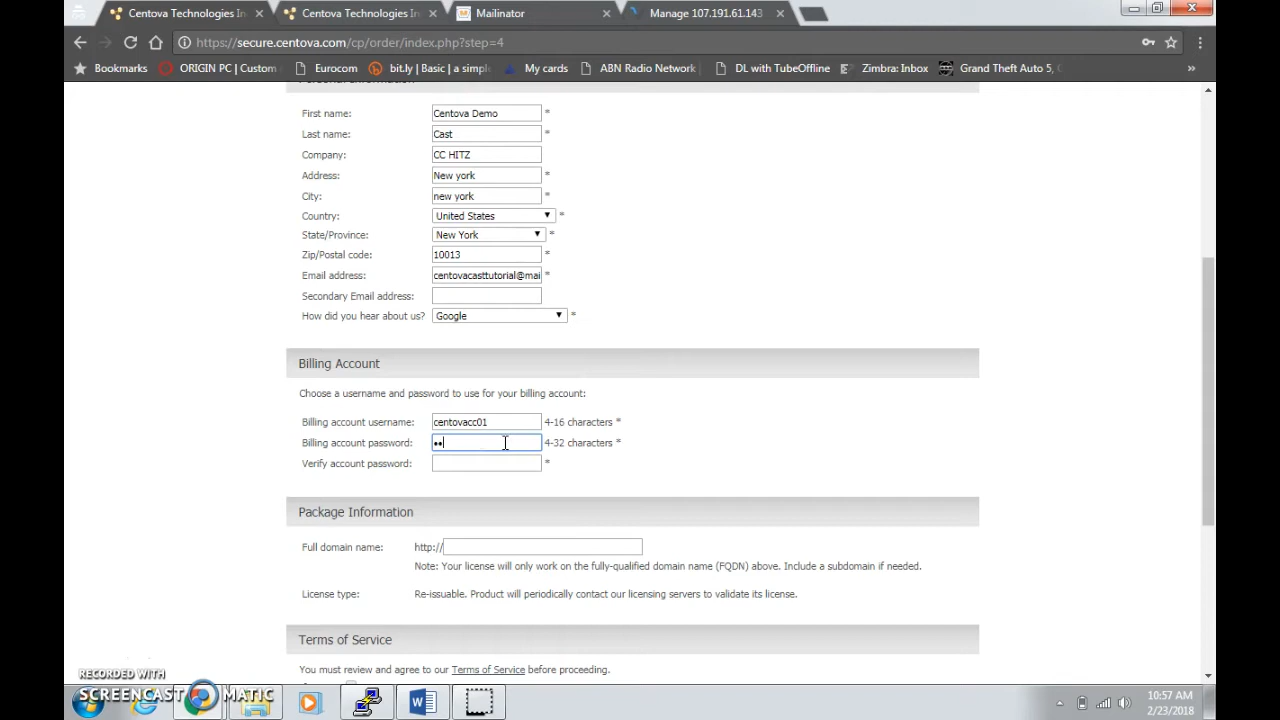 Centova Technologies In
Centova Technologies In
Mailinator
Manage 107.191.61.143
https://secure.centova.com/cp/order/index.php?step=4
Bookmarks
ORIGIN PC | Custom
Eurocom
bit.ly | Basic | a simpl
My cards
ABN Radio Network
DL with TubeOffline
Zimbra: Inbox
Grand Theft Auto 5,
»
First name: Centova Demo *
Last name: Cast *
Company: CC HITZ
Address: New york *
City: new york *
Country: United States *
State/Province: New York *
Zip/Postal code: 10013 *
Email address: centovacasttutorial@mai *
Secondary Email address:
How did you hear about us? Google *
Billing Account
Choose a username and password to use for your billing account:
Billing account username: centovacc01 4-16 characters *
Billing account password: •• 4-32 characters *
Verify account password: *
Package Information
Full domain name: http://
Note: Your license will only work on the fully-qualified domain name (FQDN) above. Include a subdomain if needed.
License type: Re-issuable. Product will periodically contact our licensing servers to validate its license.
Terms of Service
You must review and agree to our Terms of Service before proceeding.
RECORDED WITH
SCREENCAST MATIC
10:57 AM
2/23/2018